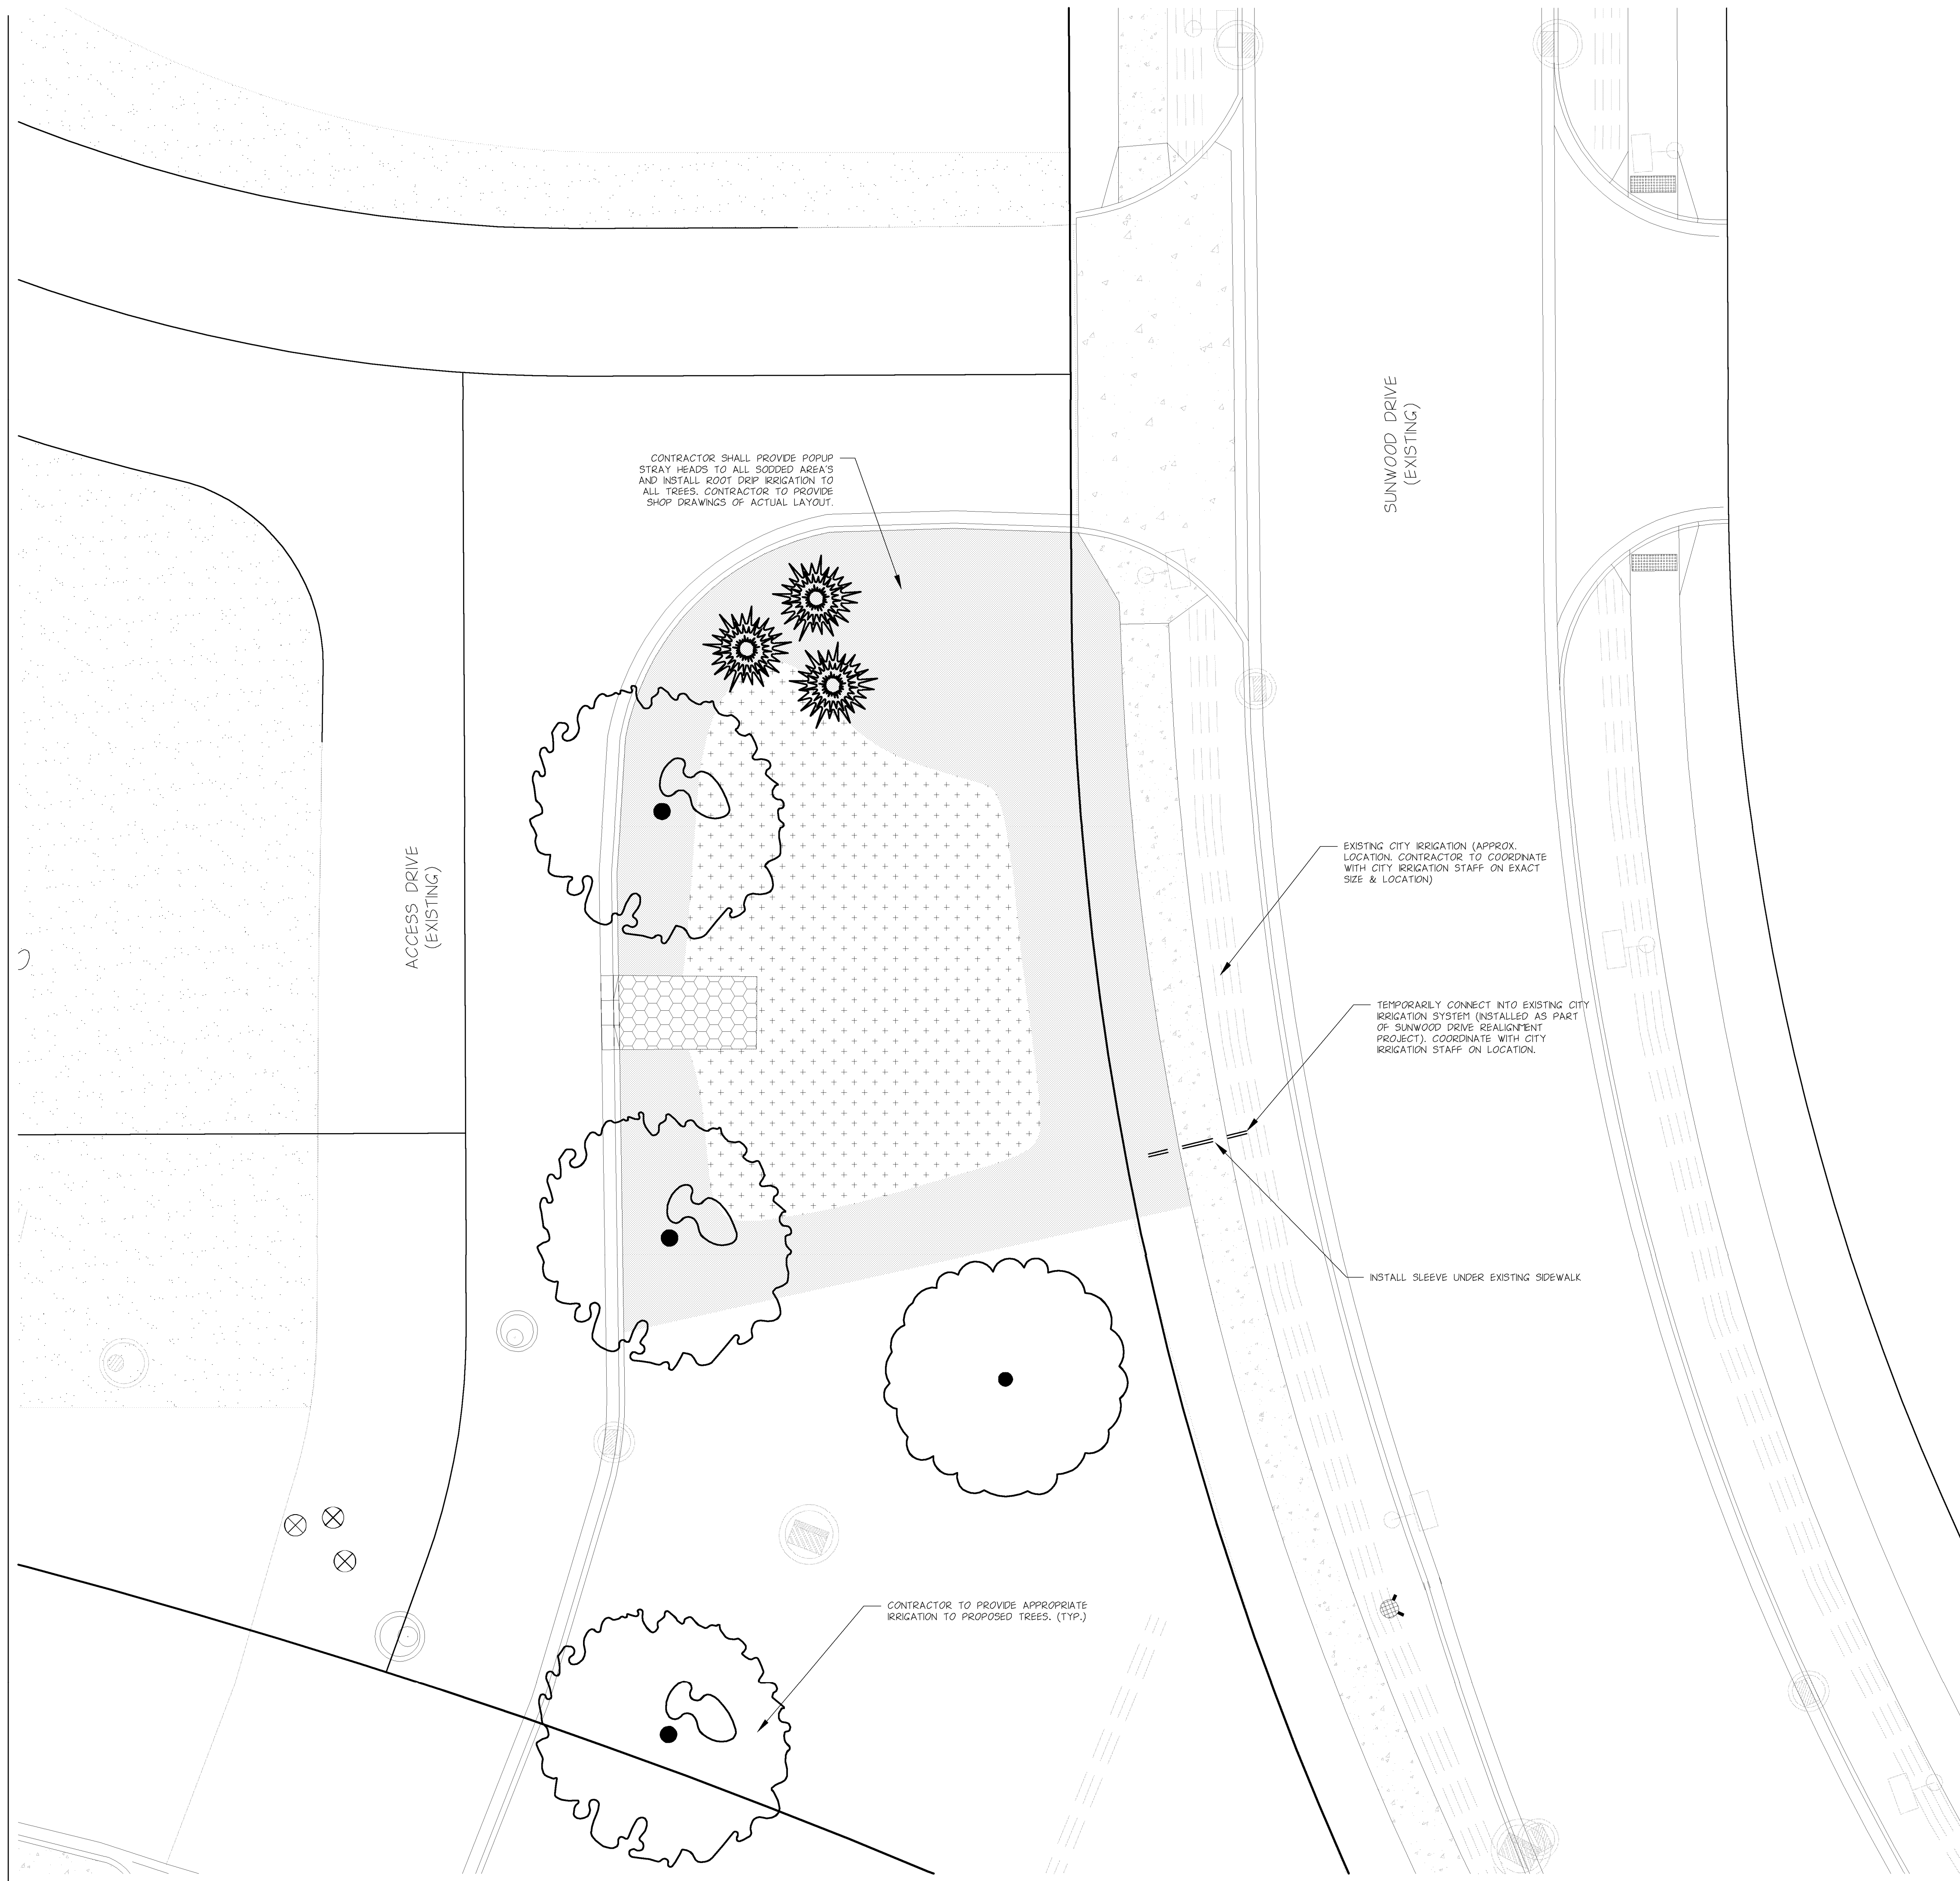 SUNWOOD DRIVE
(EXISTING)
CONTRACTOR SHALL PROVIDE POPUP
STRAY HEADS TO ALL SODDED AREA'S
AND INSTALL ROOT DRIP IRRIGATION TO
ALL TREES. CONTRACTOR TO PROVIDE
SHOP DRAWINGS OF ACTUAL LAYOUT.
ACCESS DRIVE
(EXISTING)
EXISTING CITY IRRIGATION (APPROX.
LOCATION. CONTRACTOR TO COORDINATE
WITH CITY IRRIGATION STAFF ON EXACT
SIZE & LOCATION)
TEMPORARILY CONNECT INTO EXISTING CITY
IRRIGATION SYSTEM (INSTALLED AS PART
OF SUNWOOD DRIVE REALIGNMENT
PROJECT). COORDINATE WITH CITY
IRRIGATION STAFF ON LOCATION.
INSTALL SLEEVE UNDER EXISTING SIDEWALK
CONTRACTOR TO PROVIDE APPROPRIATE
IRRIGATION TO PROPOSED TREES. (TYP.)